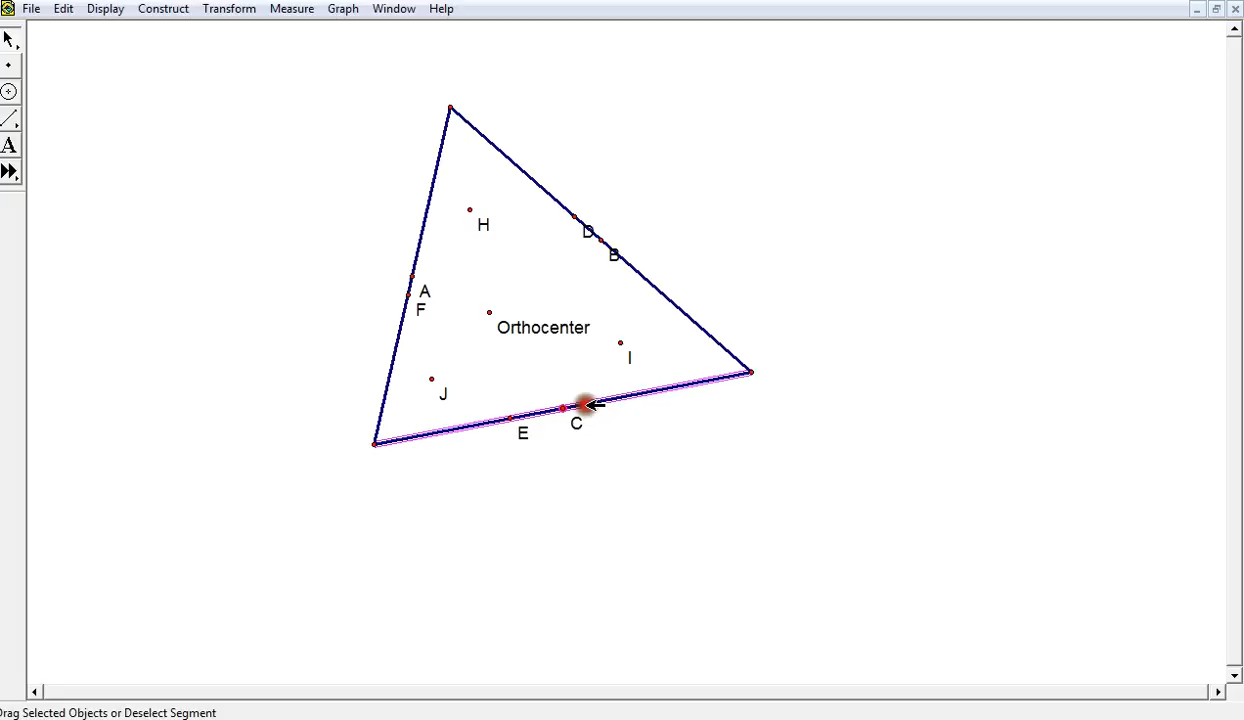 File Edit Display Construct Transform Measure Graph Window Help
A
H
D
B
A
F
Orthocenter
I
J
C
E
Drag Selected Objects or Deselect Segment